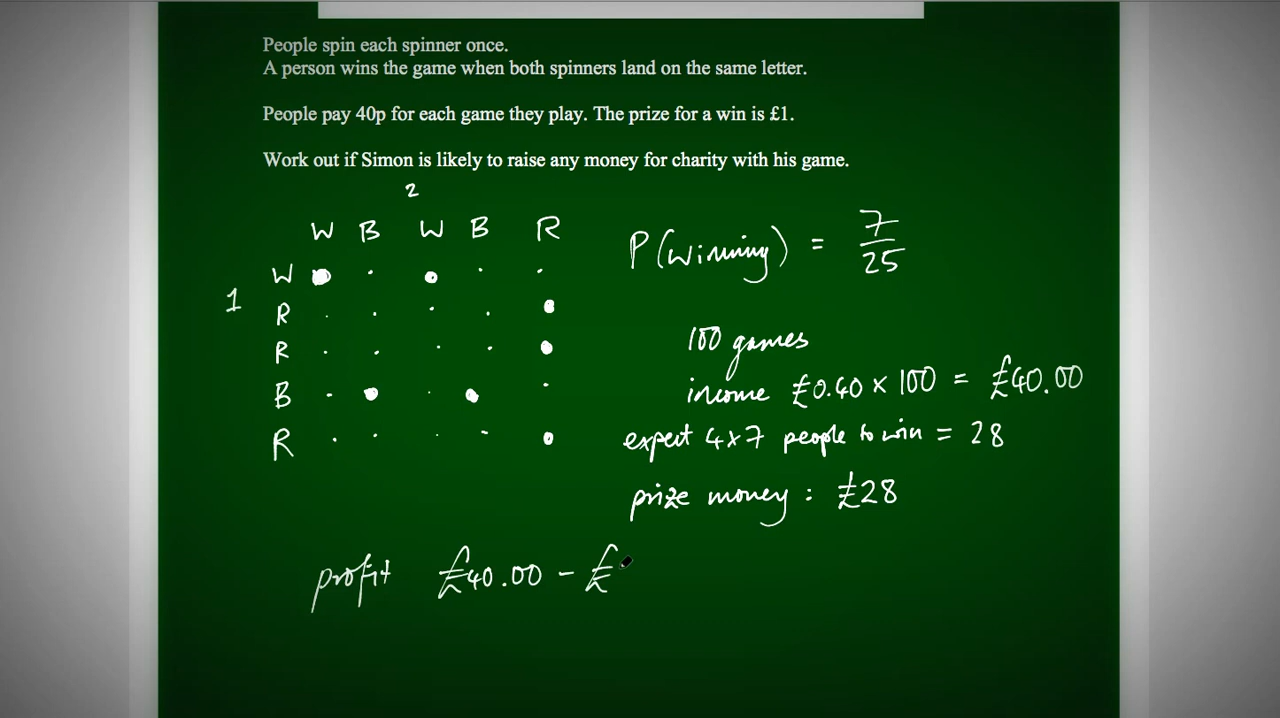 People spin each spinner once.
A person wins the game when both spinners land on the same letter.
People pay 40p for each game they play. The prize for a win is £1.
Work out if Simon is likely to raise any money for charity with his game.
2
W B W B R
W
1
R
R
B
R
P(winning) = 7/25
100 games
income £0.40 × 100 = £40.00
expect 4×7 people to win = 28
prize money : £28
profit £40.00 - £